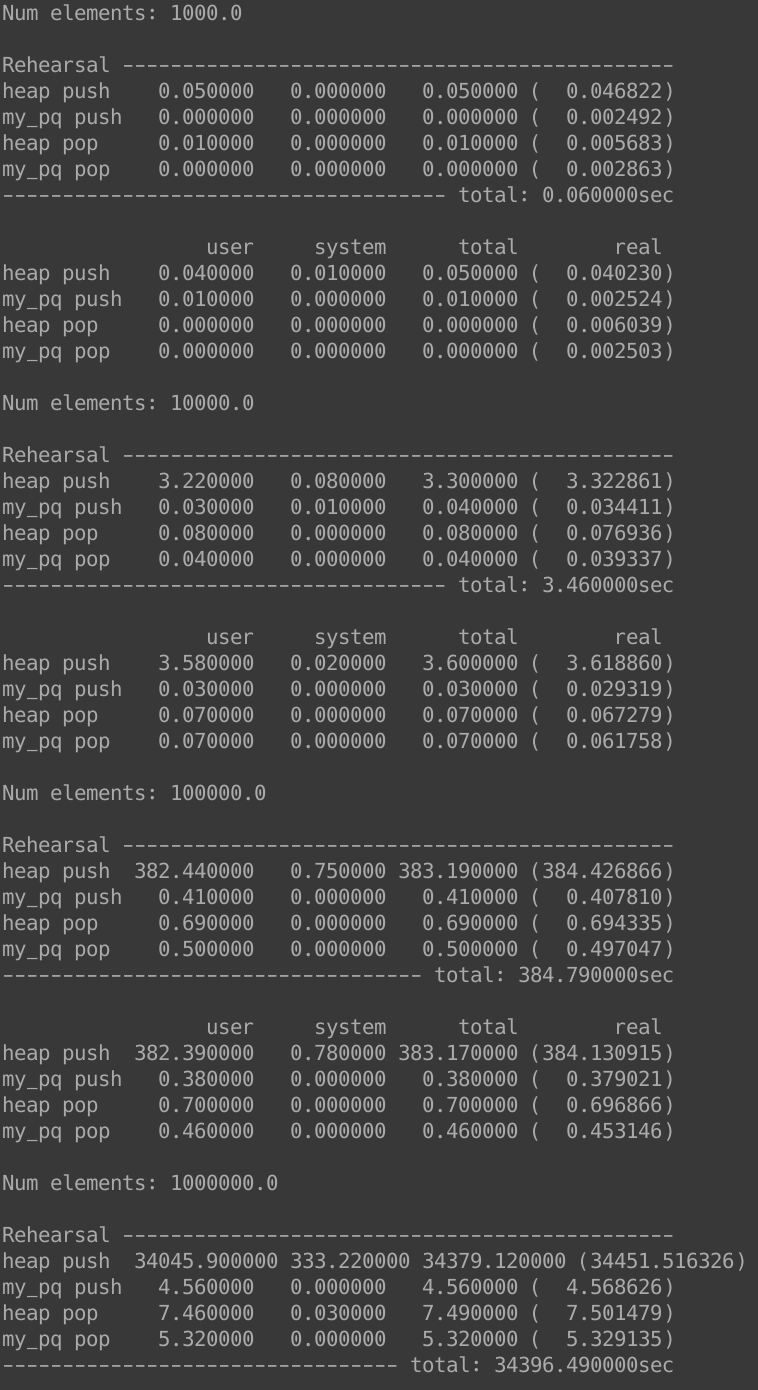 Num elements: 1000.0
Rehearsal ----------------------------------------------
heap push   0.050000   0.000000   0.050000 (  0.046822)
my_pq push   0.000000   0.000000   0.000000 (  0.002492)
heap pop   0.010000   0.000000   0.010000 (  0.005683)
my_pq pop   0.000000   0.000000   0.000000 (  0.002863)
------------------------------------- total: 0.060000sec
user     system      total        real
heap push   0.040000   0.010000   0.050000 (  0.040230)
my_pq push   0.010000   0.000000   0.010000 (  0.002524)
heap pop   0.000000   0.000000   0.000000 (  0.006039)
my_pq pop   0.000000   0.000000   0.000000 (  0.002503)
Num elements: 10000.0
Rehearsal ----------------------------------------------
heap push   3.220000   0.080000   3.300000 (  3.322861)
my_pq push   0.030000   0.010000   0.040000 (  0.034411)
heap pop   0.080000   0.000000   0.080000 (  0.076936)
my_pq pop   0.040000   0.000000   0.040000 (  0.039337)
------------------------------------- total: 3.460000sec
user     system      total        real
heap push   3.580000   0.020000   3.600000 (  3.618860)
my_pq push   0.030000   0.000000   0.030000 (  0.029319)
heap pop   0.070000   0.000000   0.070000 (  0.067279)
my_pq pop   0.070000   0.000000   0.070000 (  0.061758)
Num elements: 100000.0
Rehearsal ----------------------------------------------
heap push 382.440000   0.750000 383.190000 (384.426866)
my_pq push   0.410000   0.000000   0.410000 (  0.407810)
heap pop   0.690000   0.000000   0.690000 (  0.694335)
my_pq pop   0.500000   0.000000   0.500000 (  0.497047)
----------------------------------- total: 384.790000sec
user     system      total        real
heap push 382.390000   0.780000 383.170000 (384.130915)
my_pq push   0.380000   0.000000   0.380000 (  0.379021)
heap pop   0.700000   0.000000   0.700000 (  0.696866)
my_pq pop   0.460000   0.000000   0.460000 (  0.453146)
Num elements: 1000000.0
Rehearsal ----------------------------------------------
heap push 34045.900000 333.220000 34379.120000 (34451.516326)
my_pq push   4.560000   0.000000   4.560000 (  4.568626)
heap pop   7.460000   0.030000   7.490000 (  7.501479)
my_pq pop   5.320000   0.000000   5.320000 (  5.329135)
--------------------------------- total: 34396.490000sec